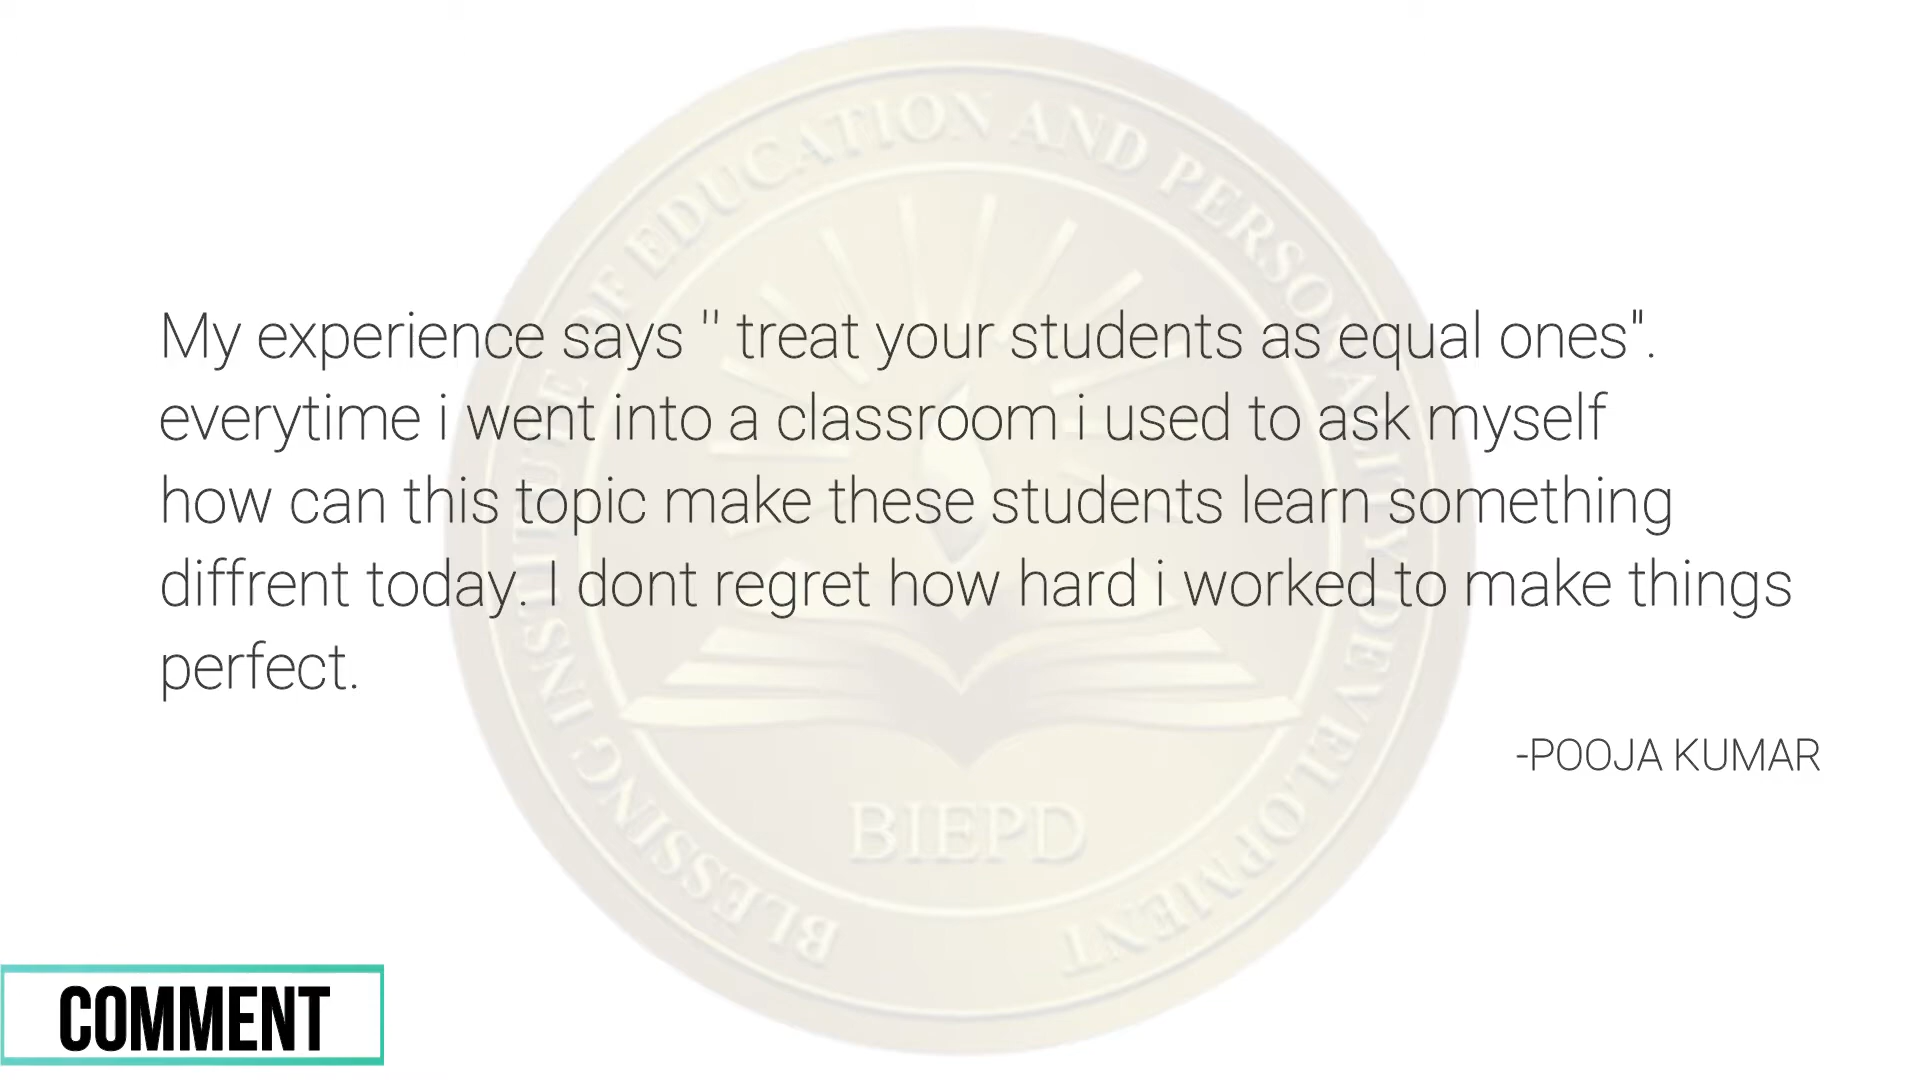 My experience says " treat your students as equal ones".
everytime i went into a classroom i used to ask myself
how can this topic make these students learn something
diffrent today. I dont regret how hard i worked to make things
perfect.
-POOJA KUMAR
BLESSING INSTITUTE OF EDUCATION AND PERSONALITY DEVELOPMENT
BIEPD
COMMENT